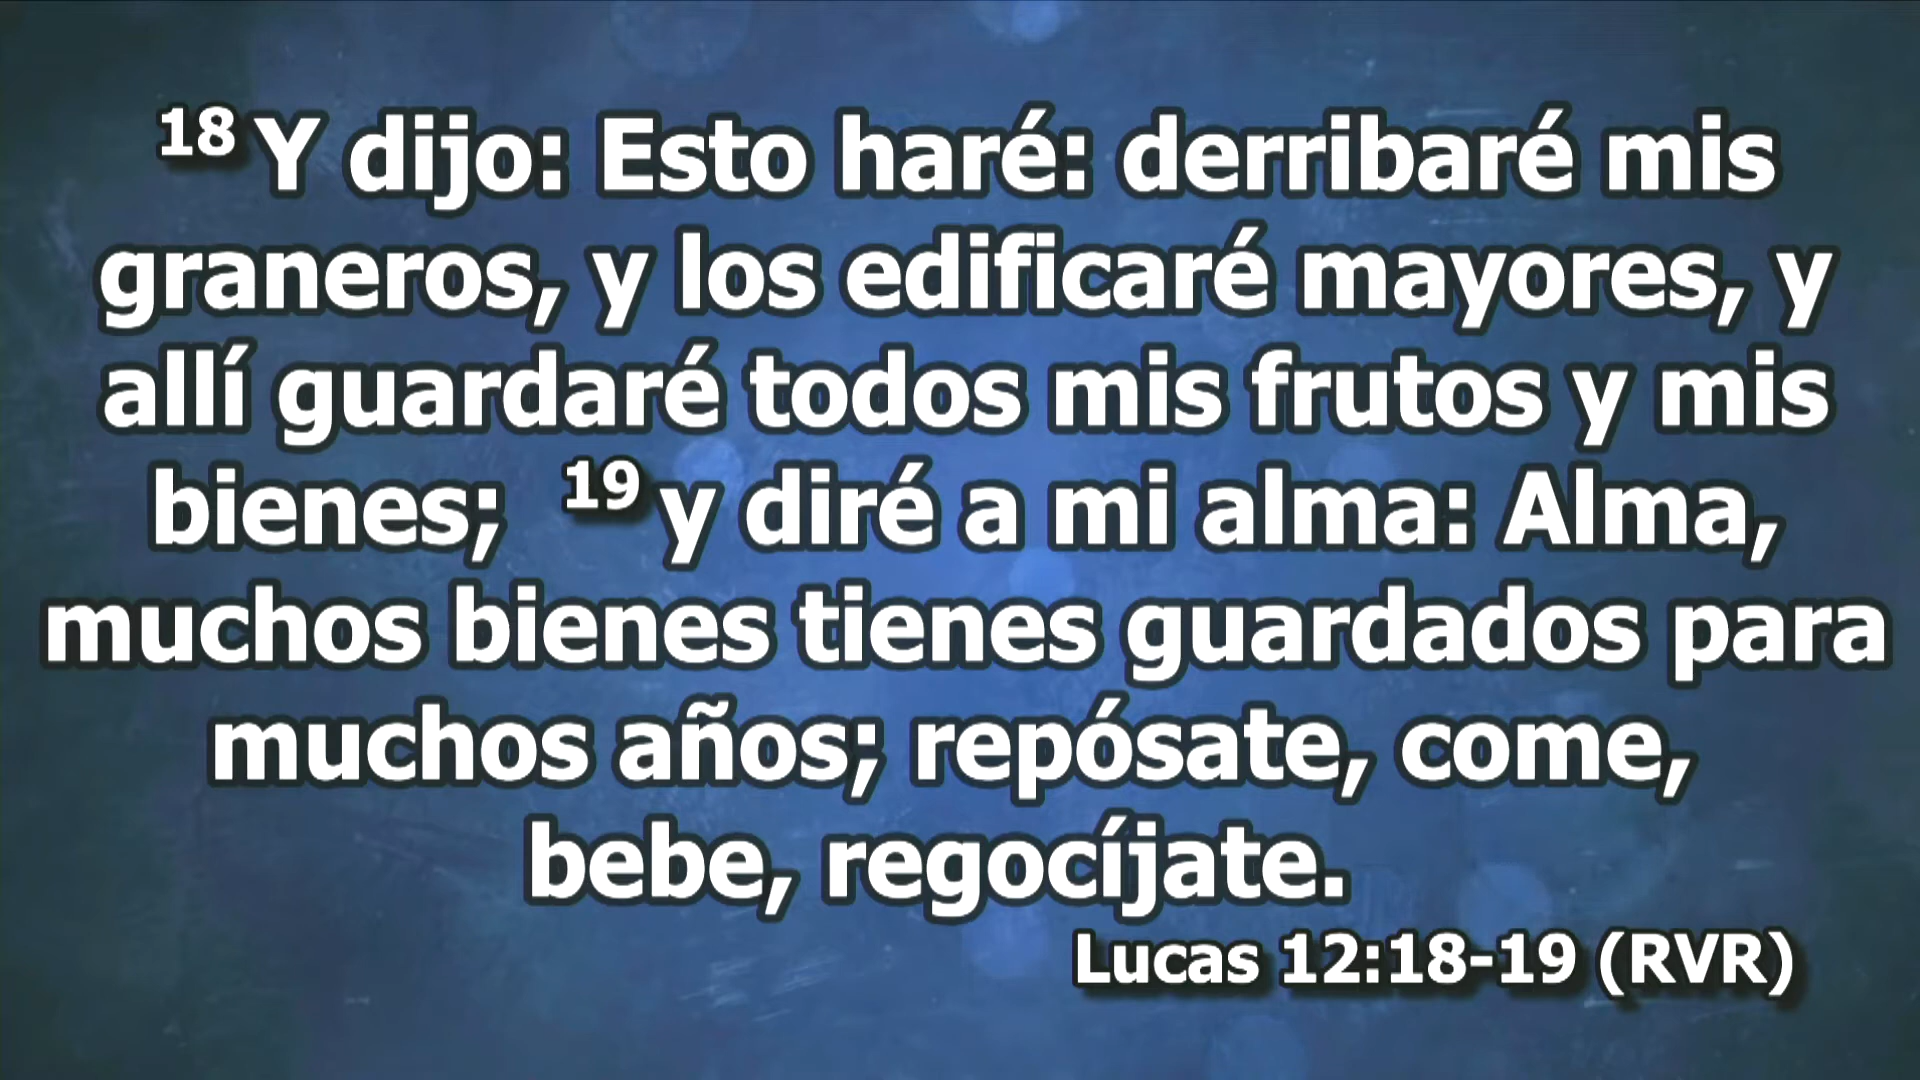 18 Y dijo: Esto haré: derribaré mis
graneros, y los edificaré mayores, y
allí guardaré todos mis frutos y mis
bienes; 19 y diré a mi alma: Alma,
muchos bienes tienes guardados para
muchos años; repósate, come,
bebe, regocíjate.
Lucas 12:18-19 (RVR)